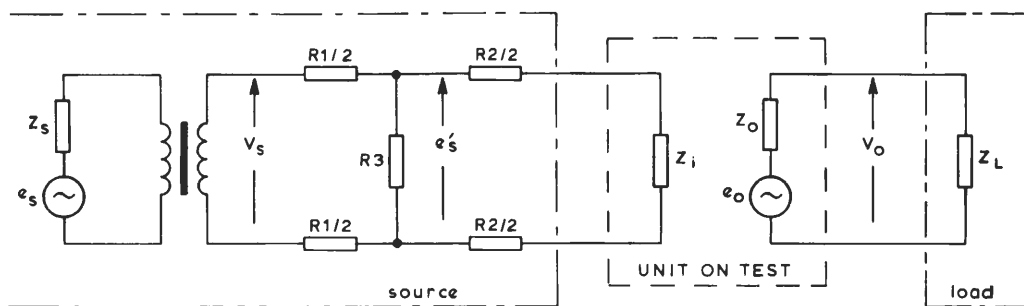 R1/2
R2/2
Zs
es
Vs
R3
e's
Zi
Zo
eo
Vo
ZL
R1/2
R2/2
UNIT ON TEST
source
load